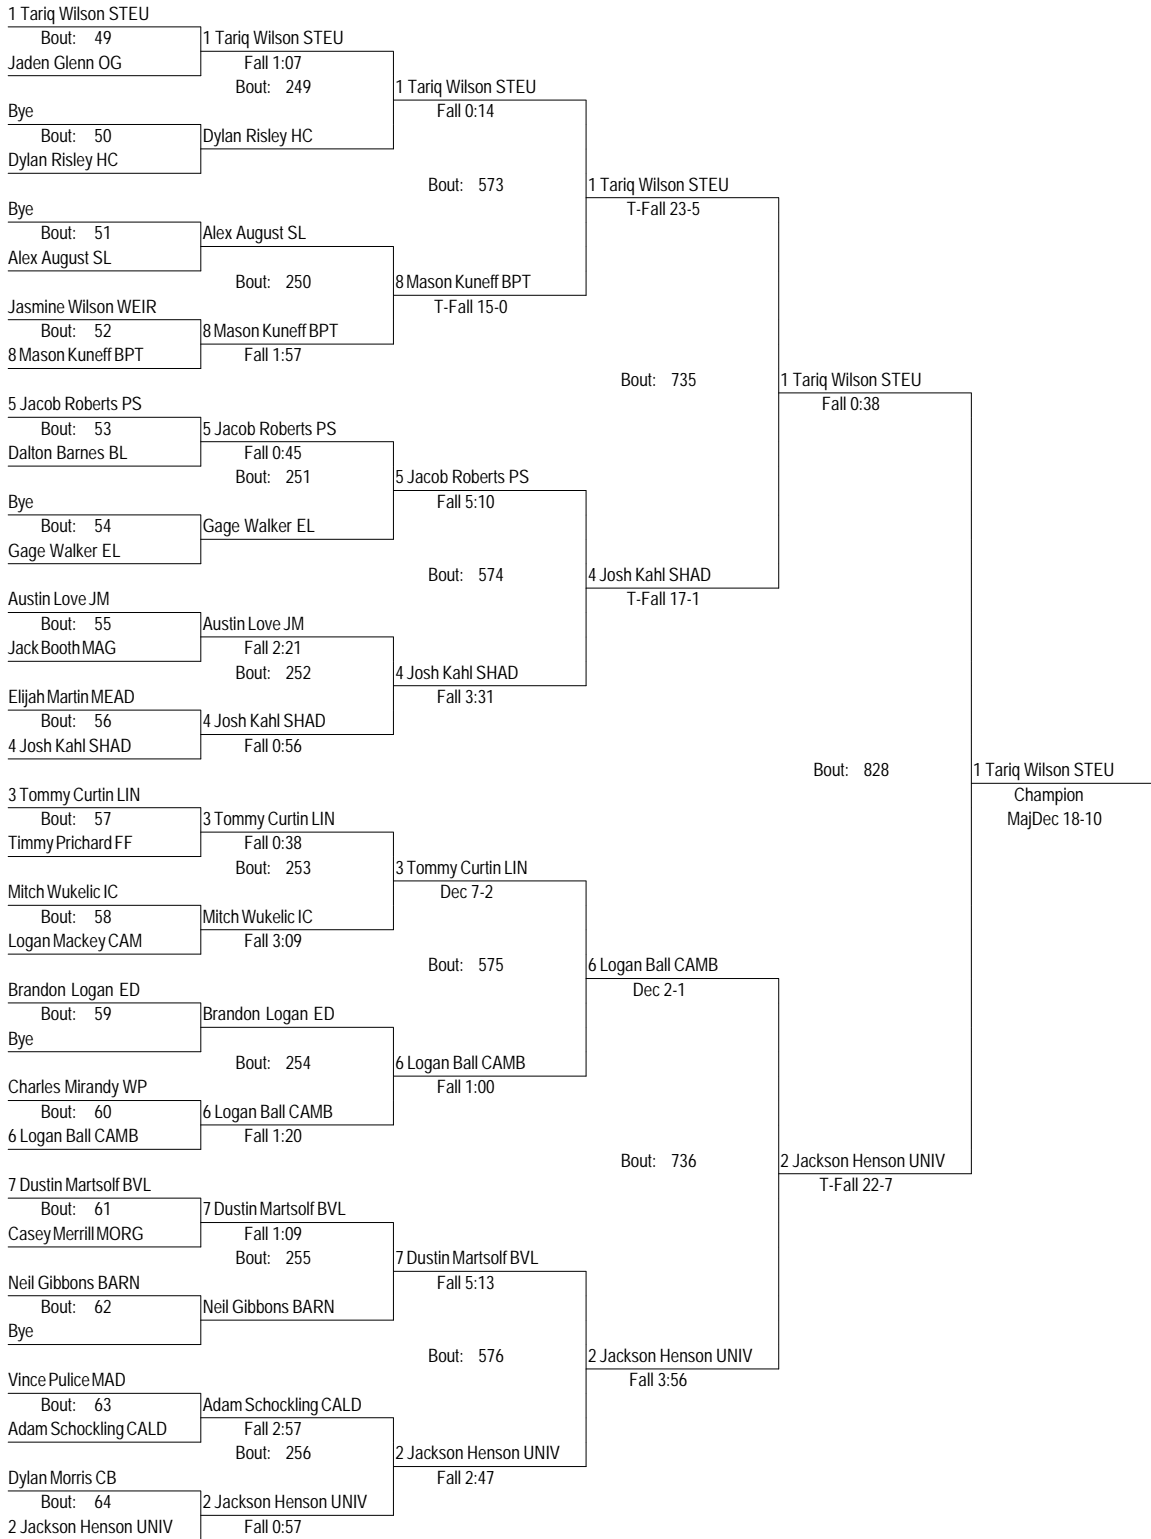 1 Tariq Wilson STEU
Bout: 49
Jaden Glenn OG
1 Tariq Wilson STEU
Fall 1:07
Bout: 249
Bye
Bout: 50
Dylan Risley HC
Dylan Risley HC
1 Tariq Wilson STEU
Fall 0:14
Bout: 573
Bye
Bout: 51
Alex August SL
Alex August SL
Bout: 250
Jasmine Wilson WEIR
Bout: 52
8 Mason Kuneff BPT
8 Mason Kuneff BPT
Fall 1:57
8 Mason Kuneff BPT
T-Fall 15-0
1 Tariq Wilson STEU
T-Fall 23-5
Bout: 735
5 Jacob Roberts PS
Bout: 53
Dalton Barnes BL
5 Jacob Roberts PS
Fall 0:45
Bout: 251
Bye
Bout: 54
Gage Walker EL
Gage Walker EL
5 Jacob Roberts PS
Fall 5:10
Bout: 574
Austin Love JM
Bout: 55
Jack Booth MAG
Austin Love JM
Fall 2:21
Bout: 252
Elijah Martin MEAD
Bout: 56
4 Josh Kahl SHAD
4 Josh Kahl SHAD
Fall 0:56
4 Josh Kahl SHAD
Fall 3:31
4 Josh Kahl SHAD
T-Fall 17-1
1 Tariq Wilson STEU
Fall 0:38
Bout: 828
1 Tariq Wilson STEU
Champion
MajDec 18-10
3 Tommy Curtin LIN
Bout: 57
Timmy Prichard FF
3 Tommy Curtin LIN
Fall 0:38
Bout: 253
Mitch Wukelic IC
Bout: 58
Logan Mackey CAM
Mitch Wukelic IC
Fall 3:09
3 Tommy Curtin LIN
Dec 7-2
Bout: 575
Brandon Logan ED
Bout: 59
Bye
Brandon Logan ED
Bout: 254
Charles Mirandy WP
Bout: 60
6 Logan Ball CAMB
6 Logan Ball CAMB
Fall 1:20
6 Logan Ball CAMB
Fall 1:00
6 Logan Ball CAMB
Dec 2-1
Bout: 736
7 Dustin Martsolf BVL
Bout: 61
Casey Merrill MORG
7 Dustin Martsolf BVL
Fall 1:09
Bout: 255
Neil Gibbons BARN
Bout: 62
Bye
Neil Gibbons BARN
7 Dustin Martsolf BVL
Fall 5:13
Bout: 576
Vince Pulice MAD
Bout: 63
Adam Schockling CALD
Adam Schockling CALD
Fall 2:57
Bout: 256
Dylan Morris CB
Bout: 64
2 Jackson Henson UNIV
2 Jackson Henson UNIV
Fall 0:57
2 Jackson Henson UNIV
Fall 2:47
2 Jackson Henson UNIV
Fall 3:56
2 Jackson Henson UNIV
T-Fall 22-7